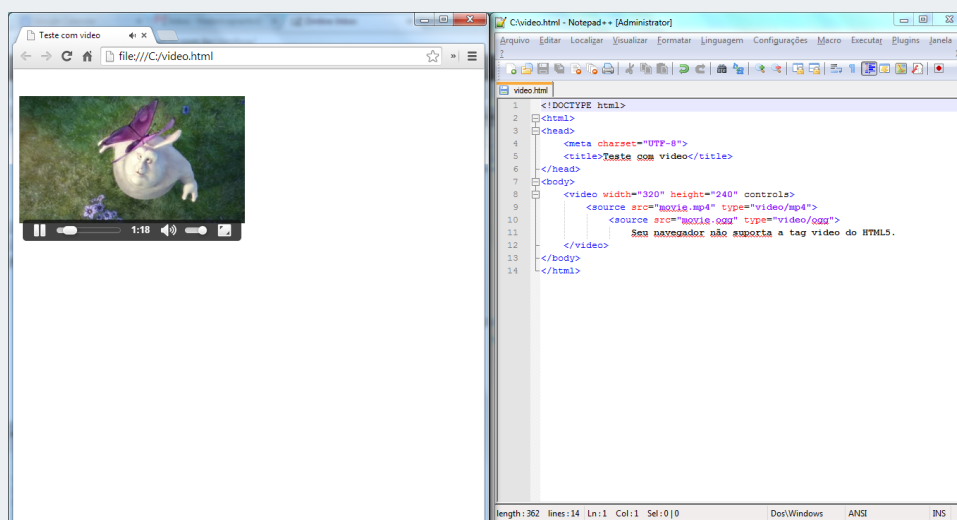 Teste com video
file:///C:/video.html
1:18
C:\video.html - Notepad++ [Administrator]
Arquivo Editar Localizar Visualizar Formatar Linguagem Configurações Macro Executar Plugins Janela
?
video.html
1 <!DOCTYPE html>
2 <html>
3 <head>
4 <meta charset="UTF-8">
5 <title>Teste com video</title>
6 </head>
7 <body>
8 <video width="320" height="240" controls>
9 <source src="movie.mp4" type="video/mp4">
10 <source src="movie.ogg" type="video/ogg">
11 Seu navegador não suporta a tag video do HTML5.
12 </video>
13 </body>
14 </html>
length : 362 lines : 14 Ln : 1 Col : 1 Sel : 0 | 0 Dos\Windows ANSI INS